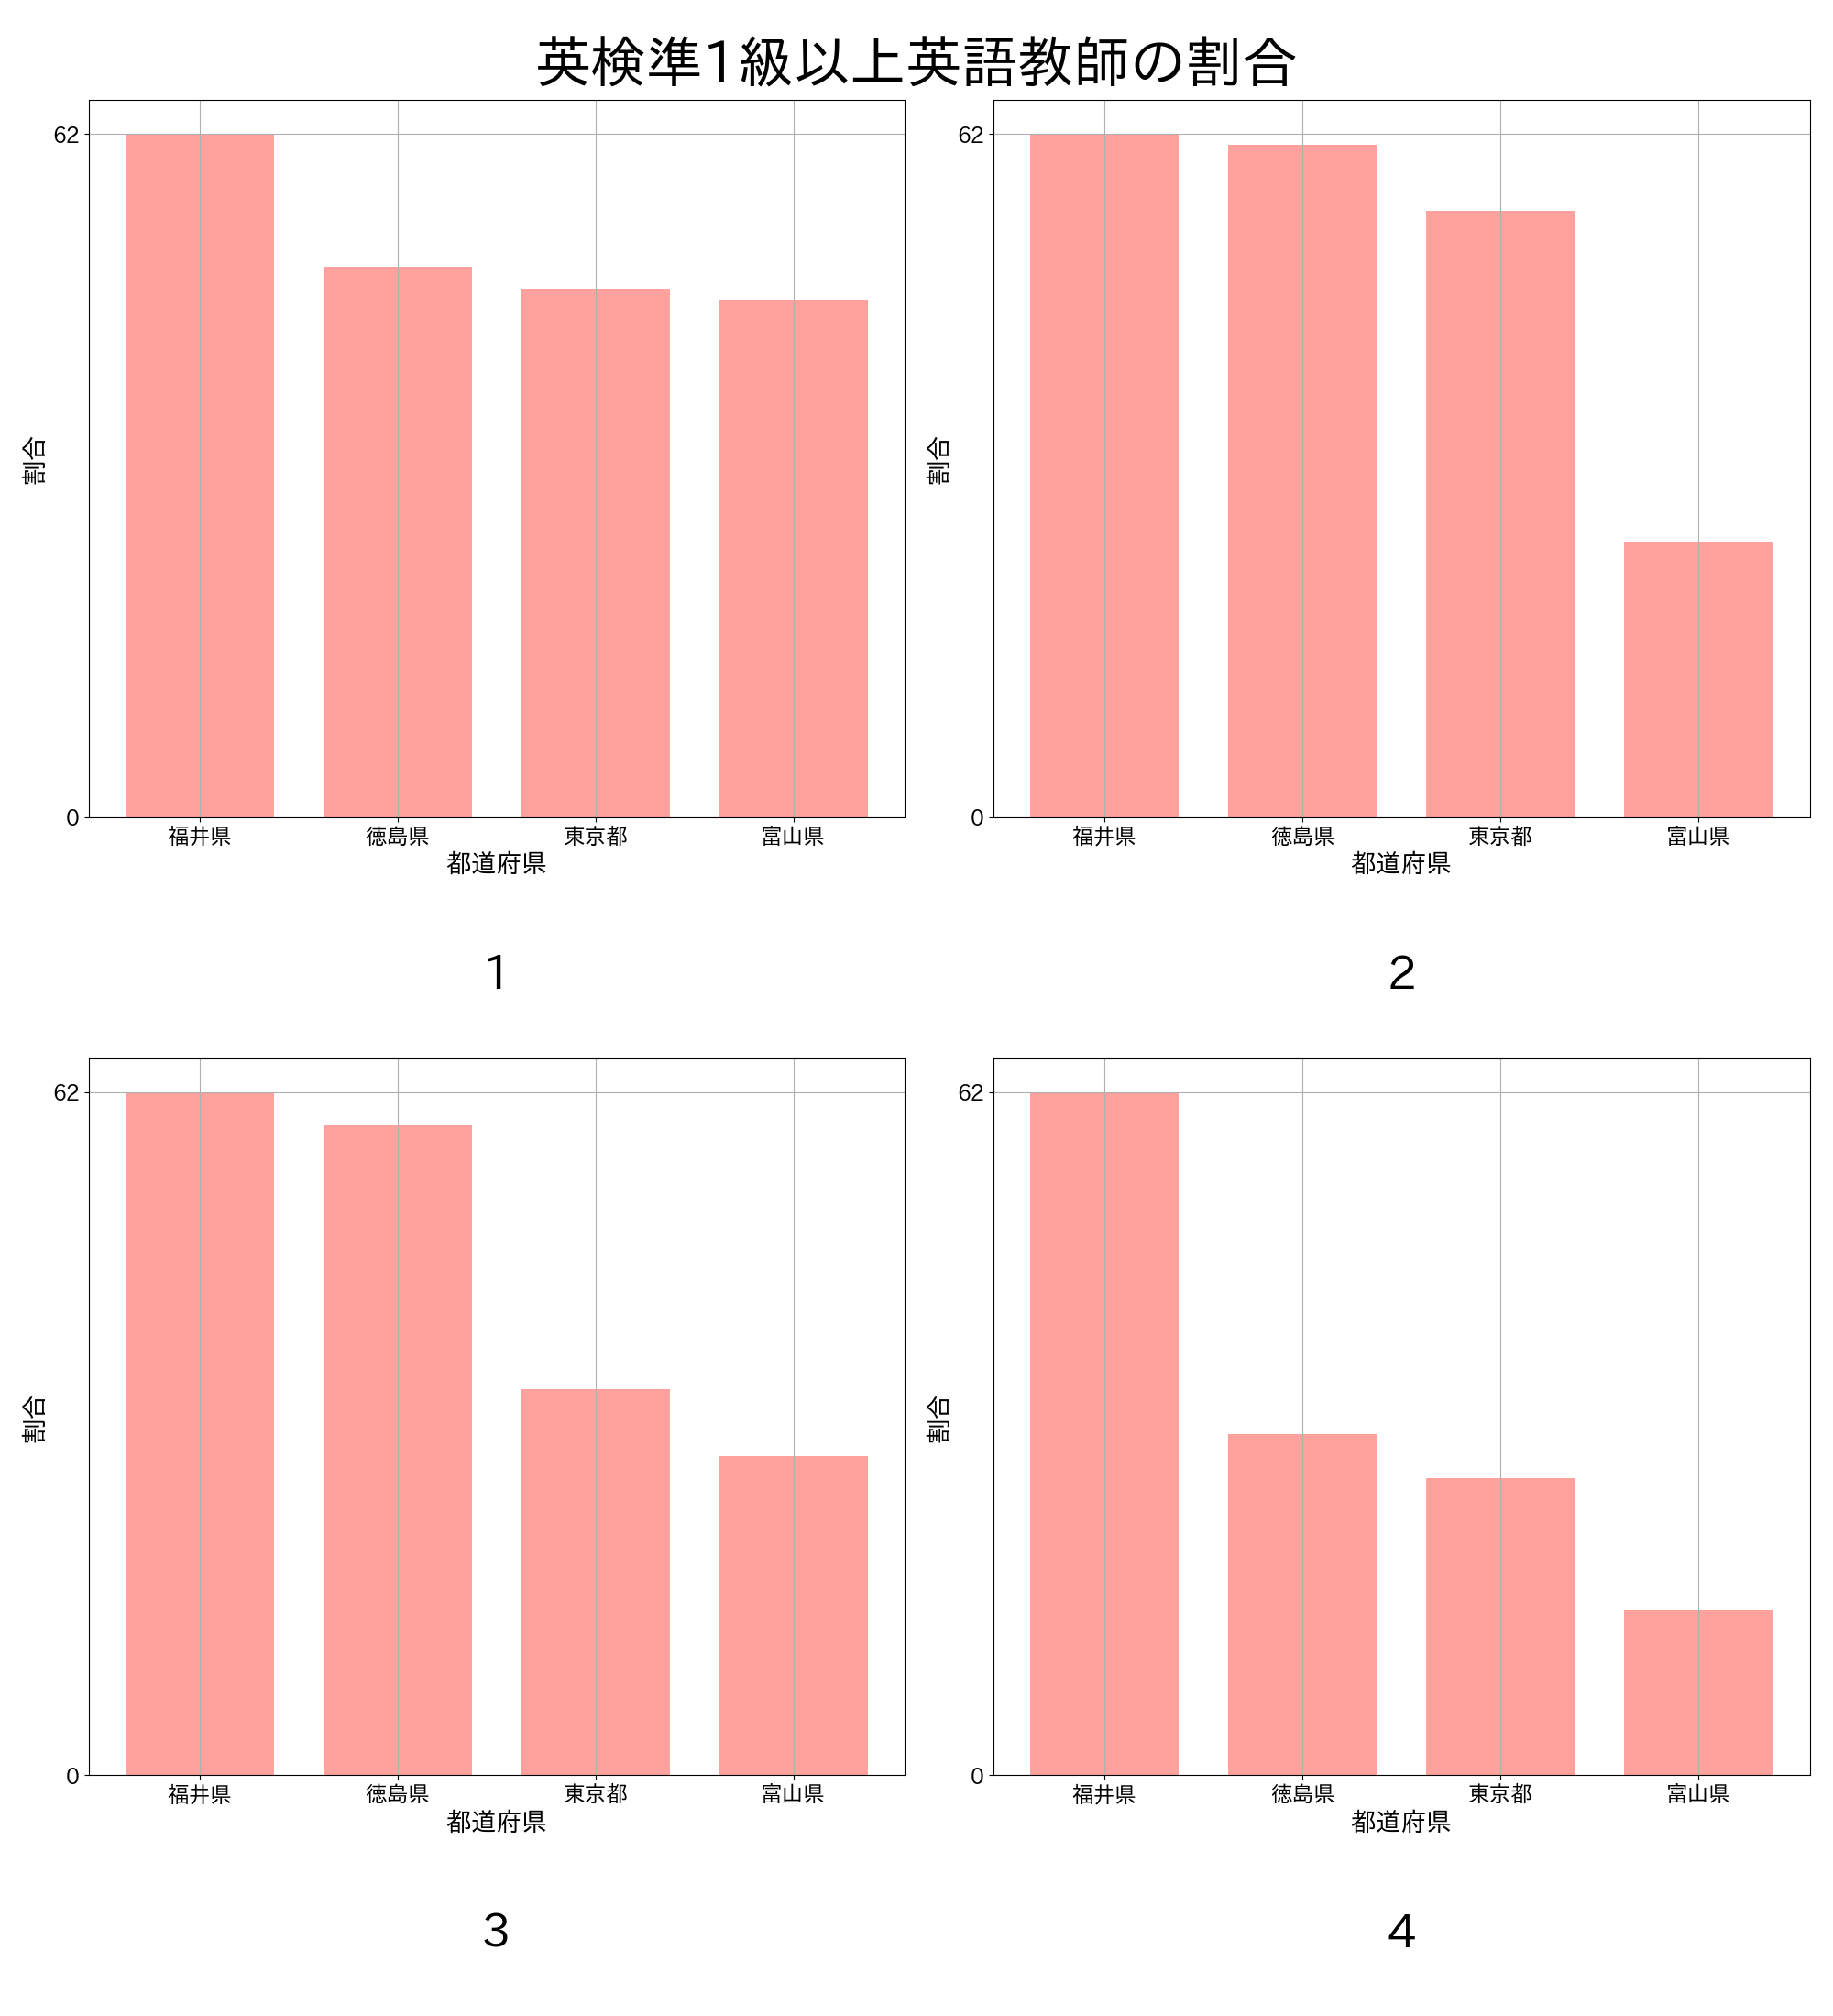 英検準1級以上英語教師の割合
62
0
割合
福井県 徳島県 東京都 富山県
都道府県
1
62
0
割合
福井県 徳島県 東京都 富山県
都道府県
2
62
0
割合
福井県 徳島県 東京都 富山県
都道府県
3
62
0
割合
福井県 徳島県 東京都 富山県
都道府県
4